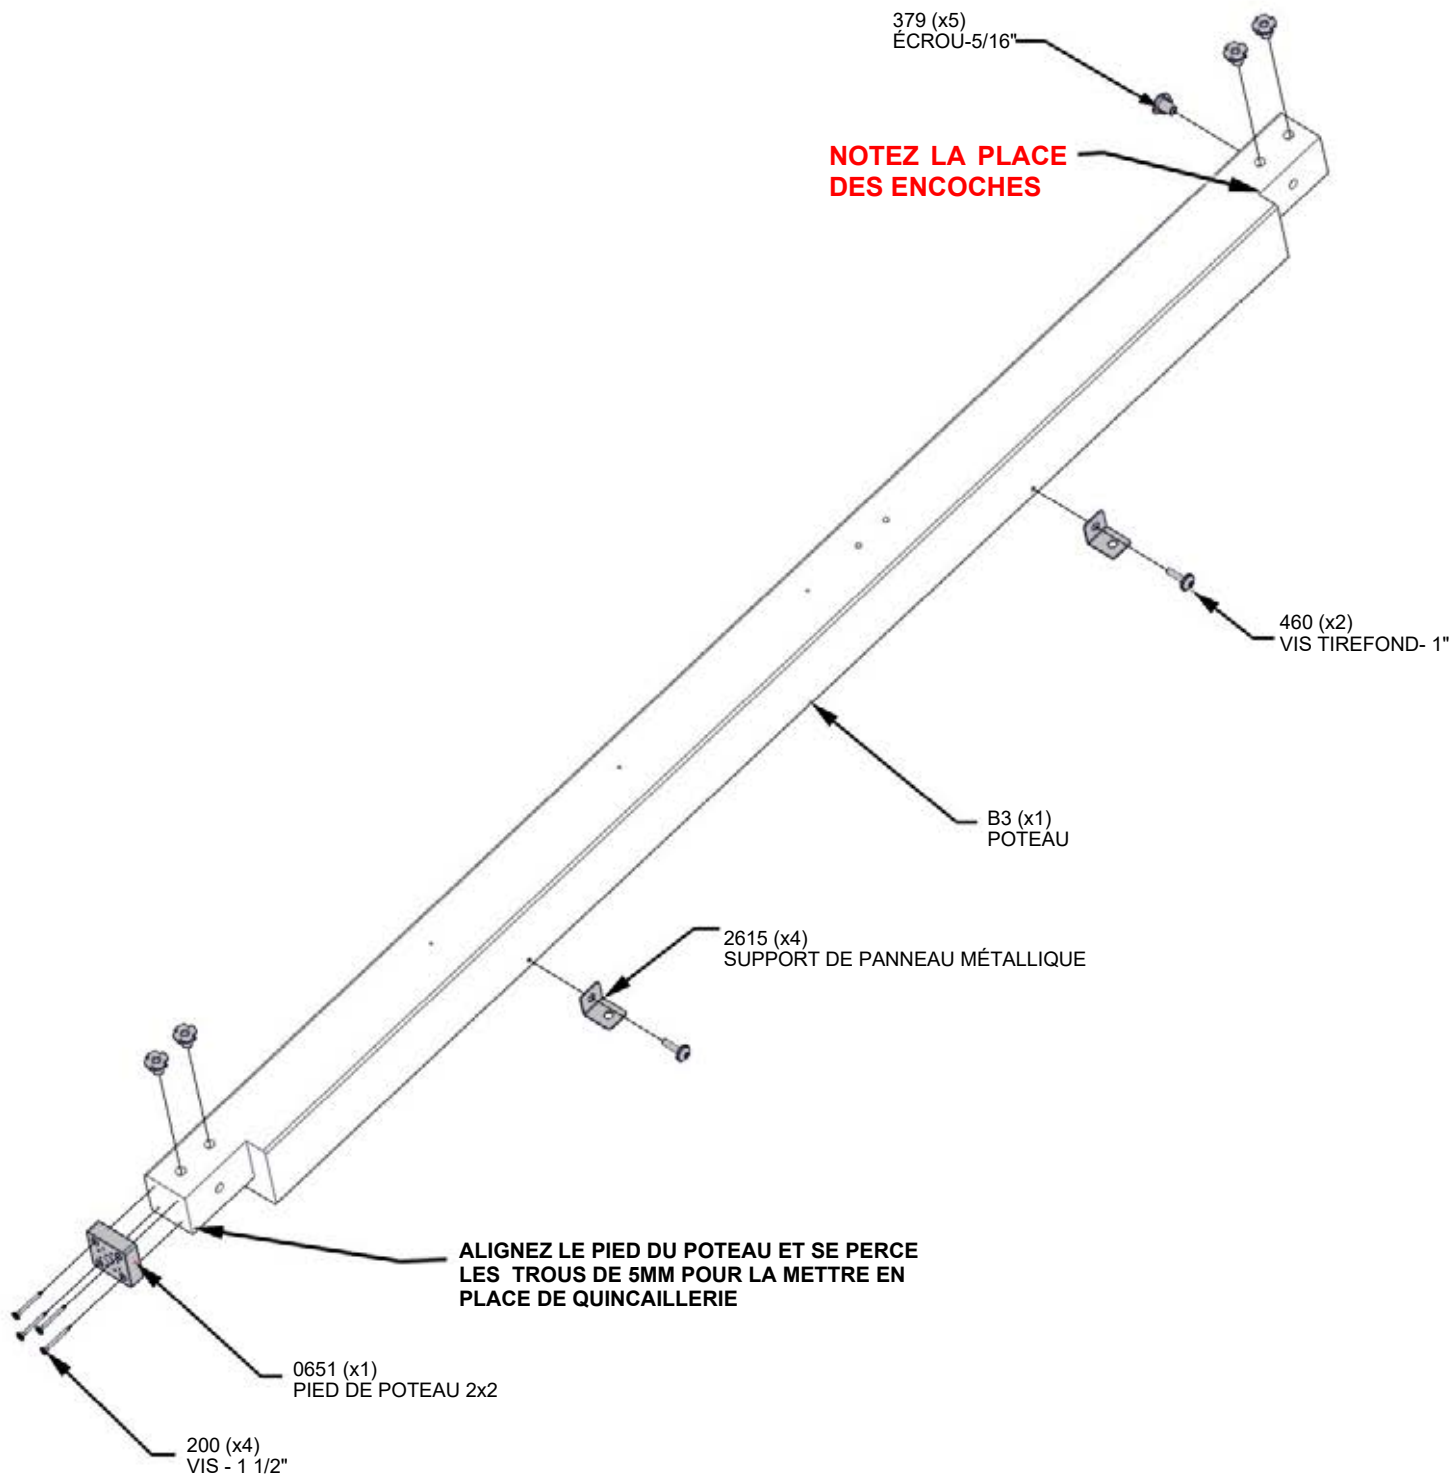 379 (x5)
ÉCROU-5/16"
NOTEZ LA PLACE
DES ENCOCHES
460 (x2)
VIS TIREFOND- 1"
B3 (x1)
POTEAU
2615 (x4)
SUPPORT DE PANNEAU MÉTALLIQUE
ALIGNEZ LE PIED DU POTEAU ET SE PERCE
LES TROUS DE 5MM POUR LA METTRE EN
PLACE DE QUINCAILLERIE
0651 (x1)
PIED DE POTEAU 2x2
200 (x4)
VIS - 1 1/2"